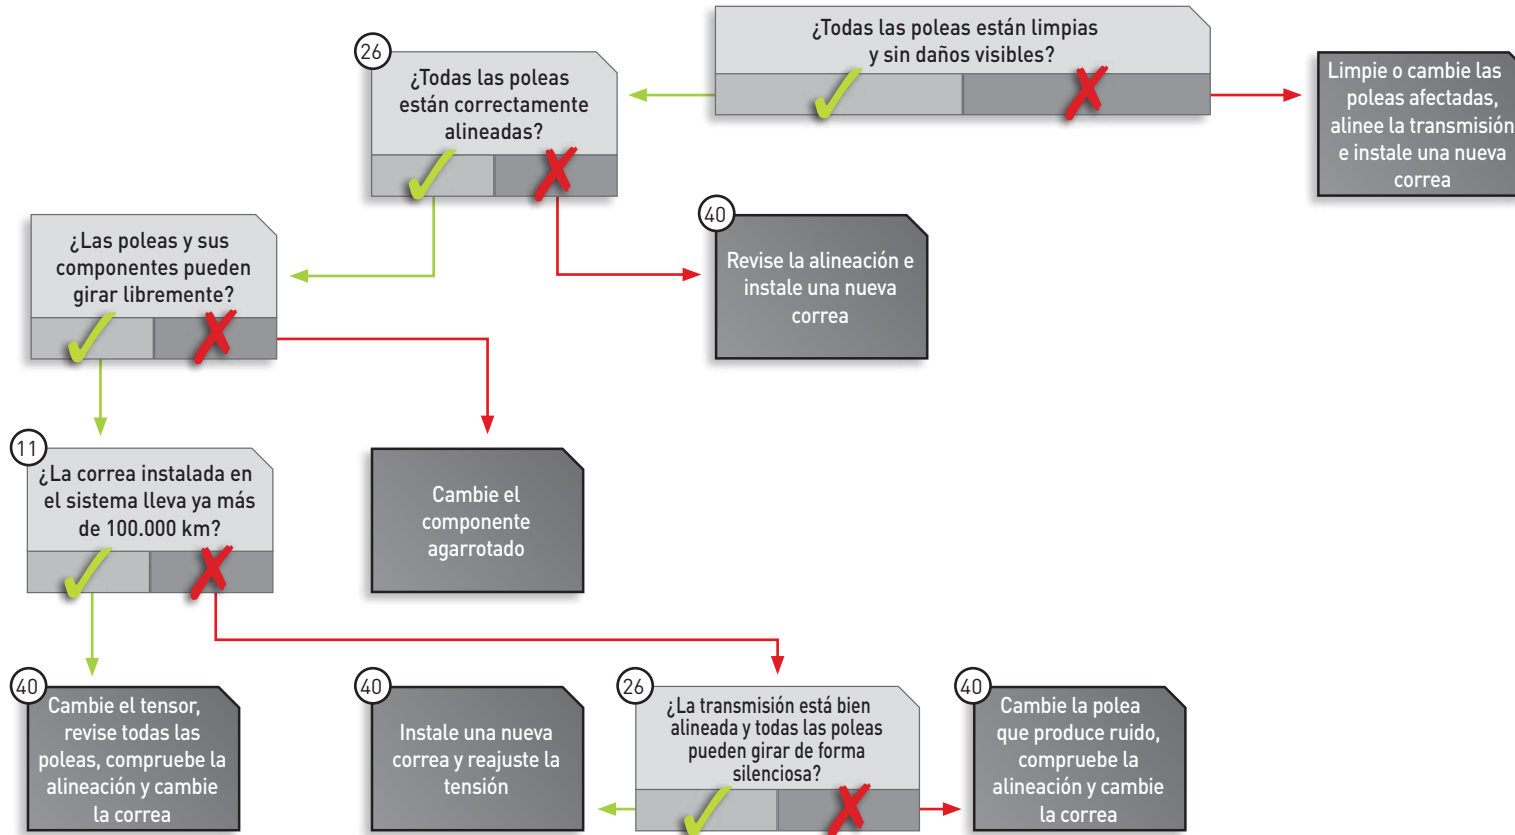 ¿Todas las poleas están limpias
y sin daños visibles?
26
¿Todas las poleas
están correctamente
alineadas?
Limpie o cambie las
poleas afectadas,
alinee la transmisión
e instale una nueva
correa
40
Revise la alineación e
instale una nueva
correa
¿Las poleas y sus
componentes pueden
girar libremente?
11
¿La correa instalada en
el sistema lleva ya más
de 100.000 km?
Cambie el
componente
agarrotado
40
Cambie el tensor,
revise todas las
poleas, compruebe la
alineación y cambie
la correa
40
Instale una nueva
correa y reajuste la
tensión
26
¿La transmisión está bien
alineada y todas las poleas
pueden girar de forma
silenciosa?
40
Cambie la polea
que produce ruido,
compruebe la
alineación y cambie
la correa